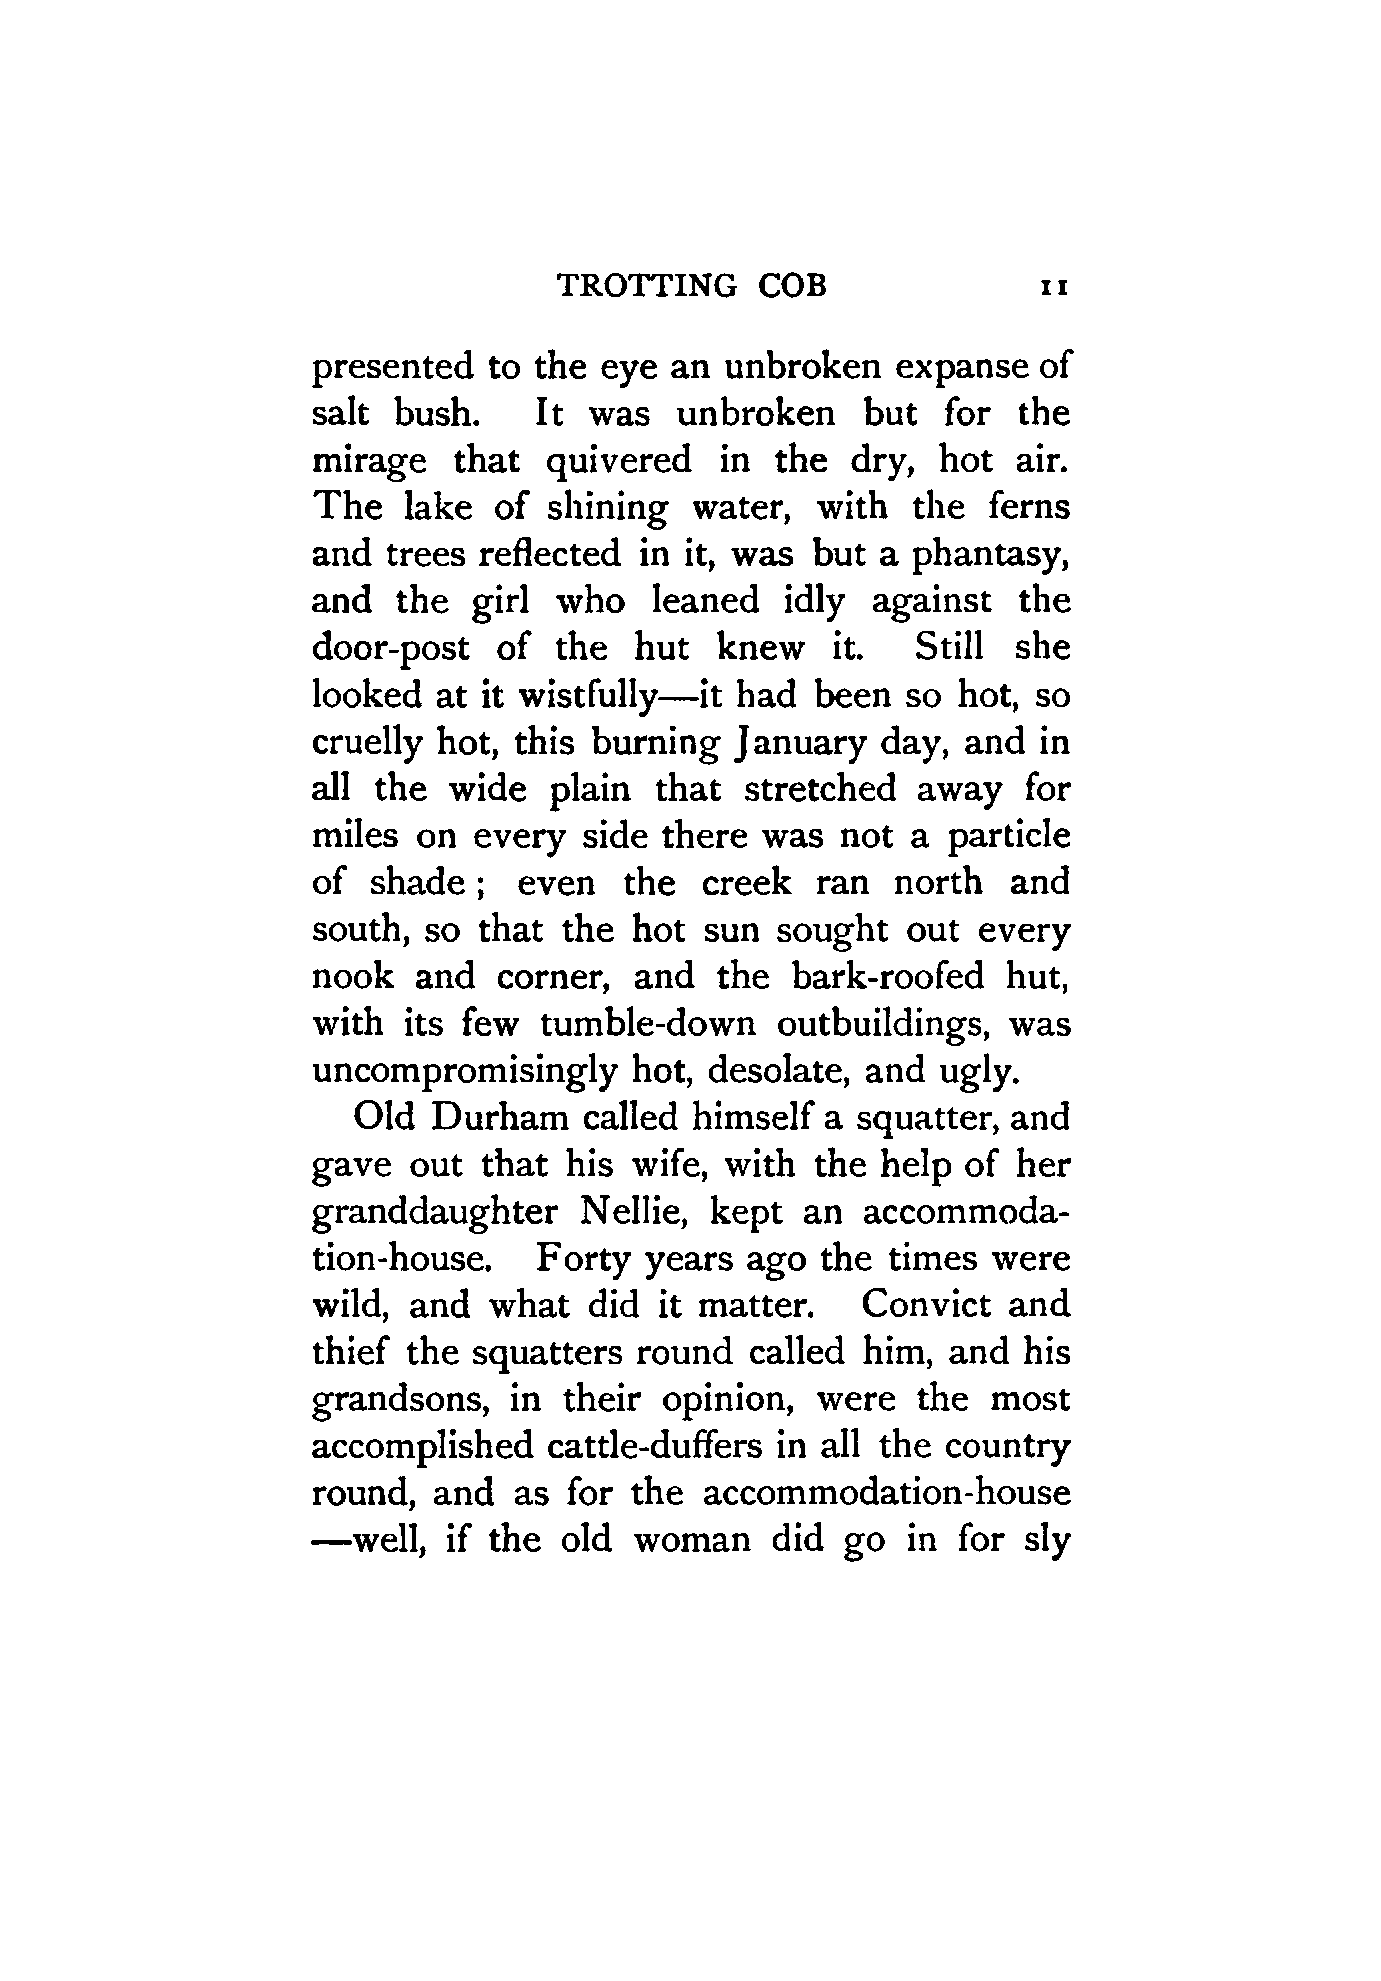 TROTTING COB 11
presented to the eye an unbroken expanse of
salt bush. It was unbroken but for the
mirage that quivered in the dry, hot air.
The lake of shining water, with the ferns
and trees reflected in it, was but a phantasy,
and the girl who leaned idly against the
door-post of the hut knew it. Still she
looked at it wistfully—it had been so hot, so
cruelly hot, this burning January day, and in
all the wide plain that stretched away for
miles on every side there was not a particle
of shade ; even the creek ran north and
south, so that the hot sun sought out every
nook and corner, and the bark-roofed hut,
with its few tumble-down outbuildings, was
uncompromisingly hot, desolate, and ugly.
Old Durham called himself a squatter, and
gave out that his wife, with the help of her
granddaughter Nellie, kept an accommoda-
tion-house. Forty years ago the times were
wild, and what did it matter. Convict and
thief the squatters round called him, and his
grandsons, in their opinion, were the most
accomplished cattle-duffers in all the country
round, and as for the accommodation-house
—well, if the old woman did go in for sly